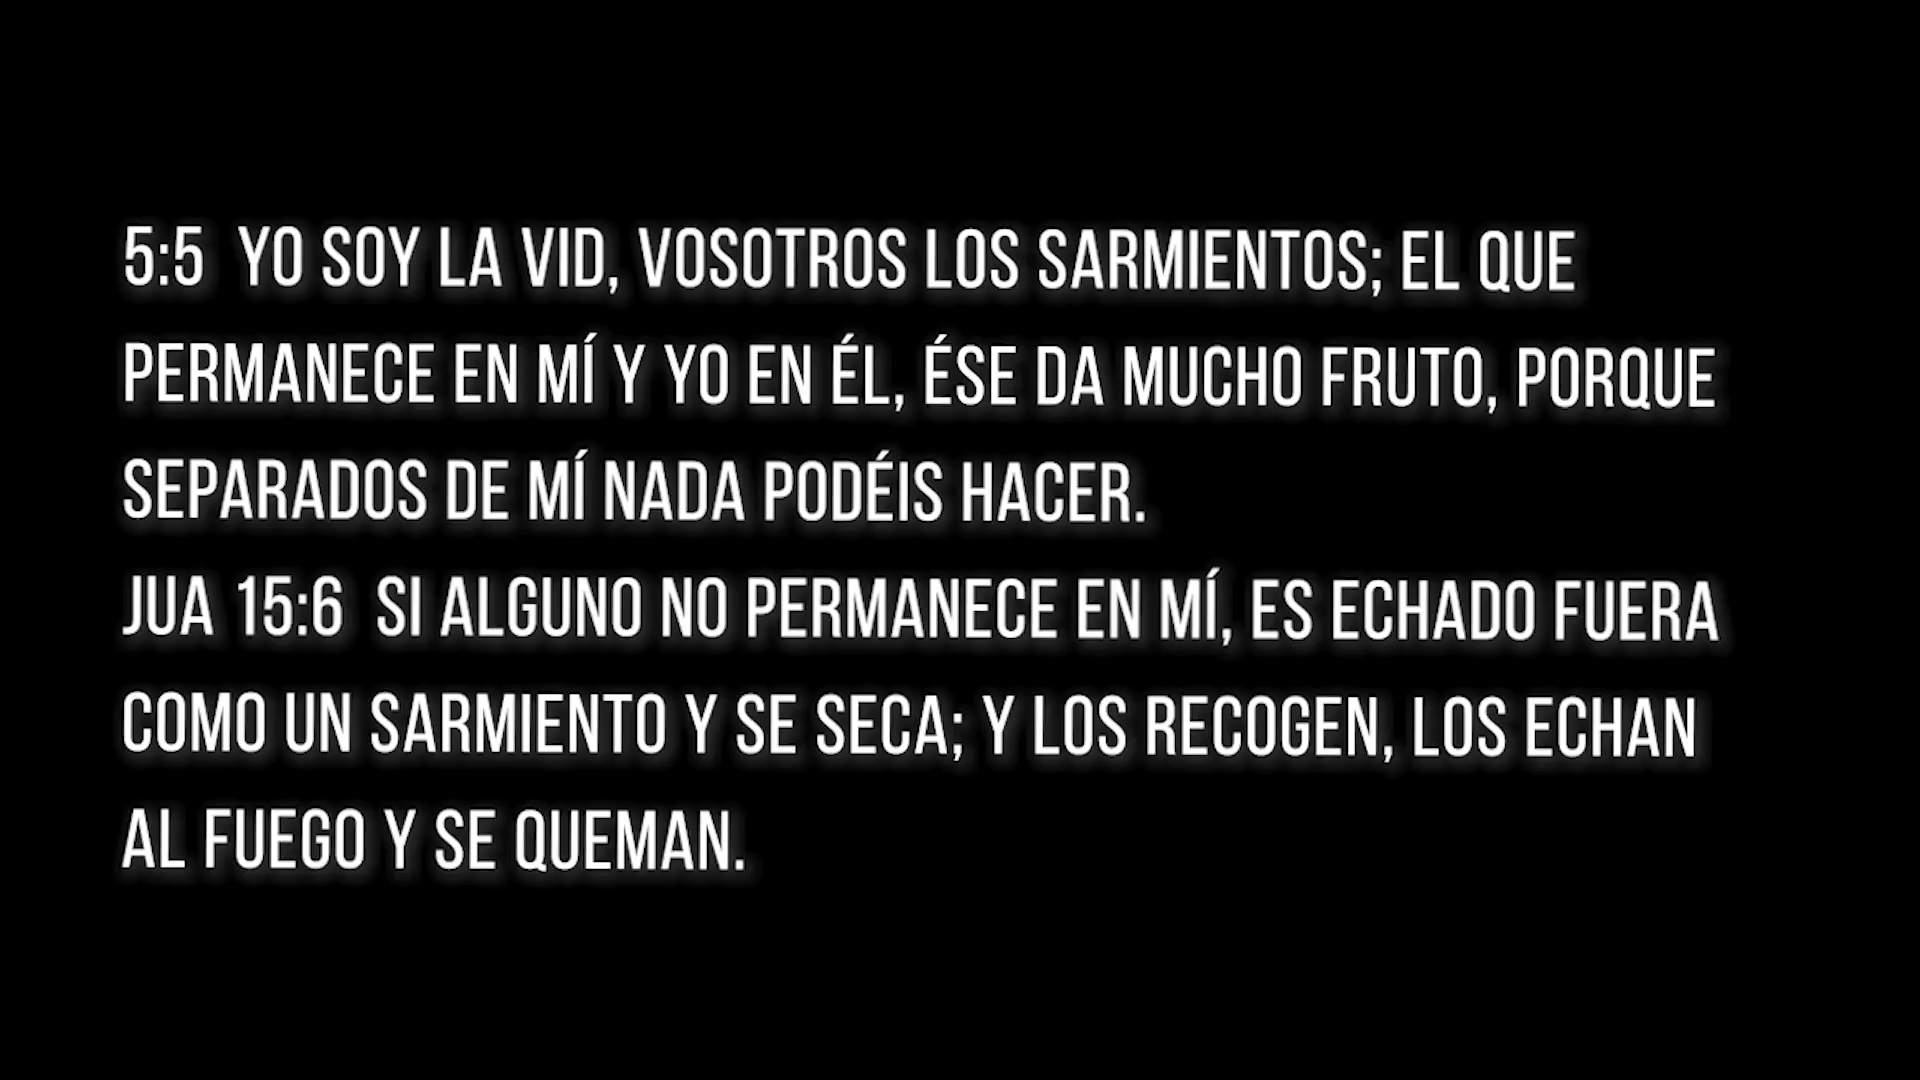 5:5 YO SOY LA VID, VOSOTROS LOS SARMIENTOS; EL QUE
PERMANECE EN MÍ Y YO EN ÉL, ÉSE DA MUCHO FRUTO, PORQUE
SEPARADOS DE MÍ NADA PODÉIS HACER.
JUA 15:6 SI ALGUNO NO PERMANECE EN MÍ, ES ECHADO FUERA
COMO UN SARMIENTO Y SE SECA; Y LOS RECOGEN, LOS ECHAN
AL FUEGO Y SE QUEMAN.